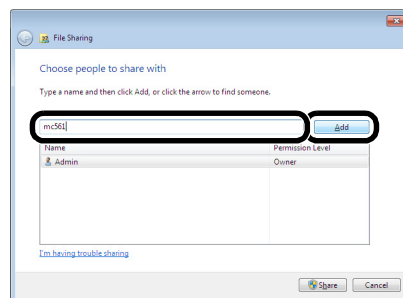 File Sharing
Choose people to share with
Type a name and then click Add, or click the arrow to find someone.
mc561 Add
Name Permission Level
Admin Owner
I'm having trouble sharing
Share Cancel